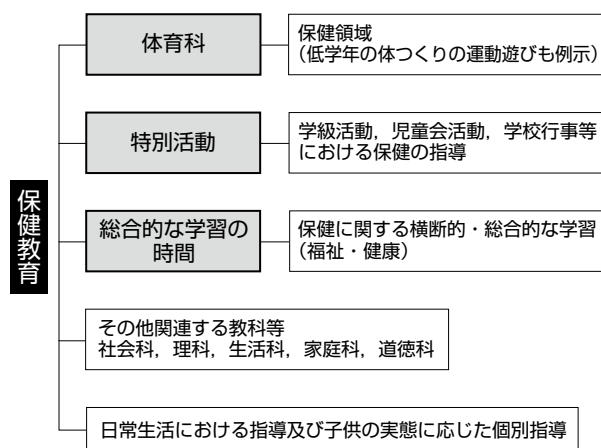 保健教育
体育科
保健領域
（低学年の体つくりの運動遊びも例示）
特別活動
学級活動，児童会活動，学校行事等
における保健の指導
総合的な学習の
時間
保健に関する横断的・総合的な学習
（福祉・健康）
その他関連する教科等
社会科，理科，生活科，家庭科，道徳科
日常生活における指導及び子供の実態に応じた個別指導